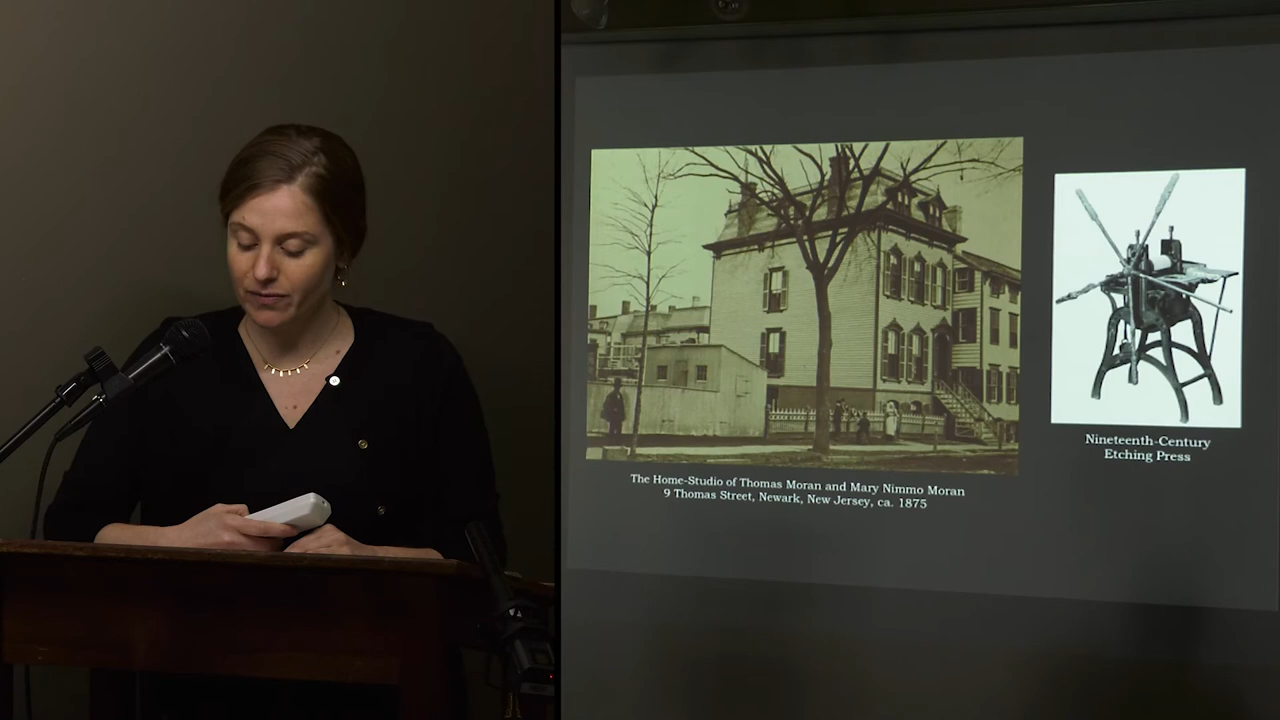 The Home-Studio of Thomas Moran and Mary Nimmo Moran
9 Thomas Street, Newark, New Jersey, ca. 1875
Nineteenth-Century
Etching Press